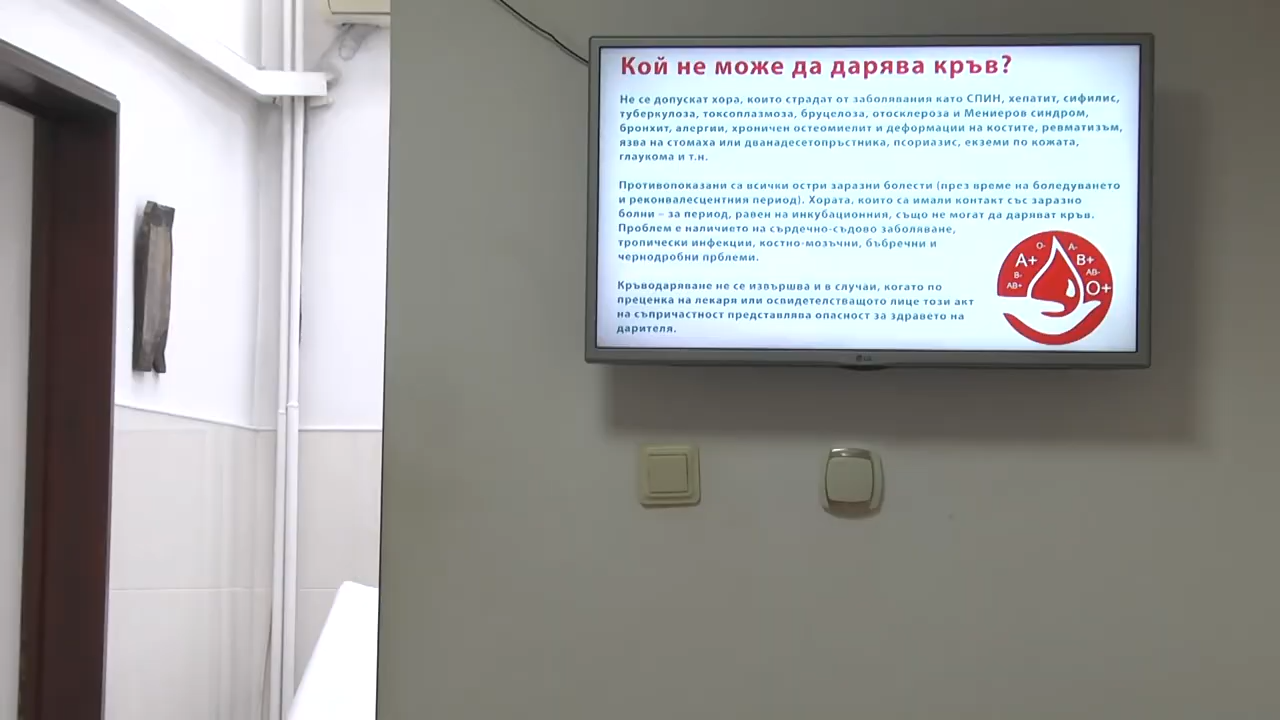 Кой не може да дарява кръв?
Не се допускат хора, които страдат от заболявания като СПИН, хепатит, сифилис,
туберкулоза, токсоплазмоза, бруцелоза, отосклероза и Мениеров синдром,
бронхит, алергии, хроничен остеомиелит и деформации на костите, ревматизъм,
язва на стомаха или дванадесетопръстника, псориазис, екземи по кожата,
глаукома и т.н.
Противопоказани са всички остри заразни болести (през време на боледуването
и реконвалесцентния период). Хората, които са имали контакт със заразно
болни – за период, равен на инкубационния, също не могат да даряват кръв.
Проблем е наличието на сърдечно-съдово заболяване,
тропически инфекции, костно-мозъчни, бъбречни и
чернодробни прблеми.
Кръводаряване не се извършва и в случаи, когато по
преценка на лекаря или освидетелстващото лице този акт
на съпричастност представлява опасност за здравето на
дарителя.
O- A-
A+ B+
B- AB-
AB+ O+
LG